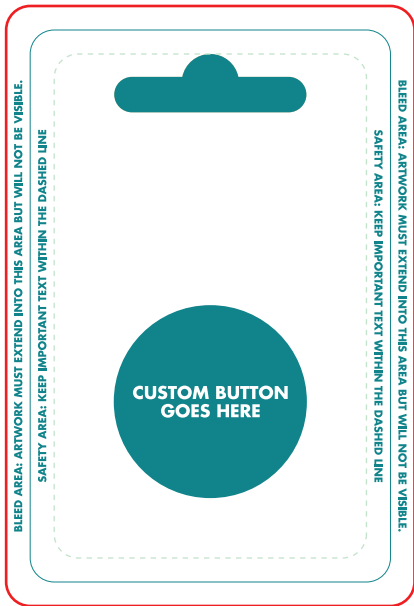 BLEED AREA: ARTWORK MUST EXTEND INTO THIS AREA BUT WILL NOT BE VISIBLE.
SAFETY AREA: KEEP IMPORTANT TEXT WITHIN THE DASHED LINE
CUSTOM BUTTON
GOES HERE
SAFETY AREA: KEEP IMPORTANT TEXT WITHIN THE DASHED LINE
BLEED AREA: ARTWORK MUST EXTEND INTO THIS AREA BUT WILL NOT BE VISIBLE.